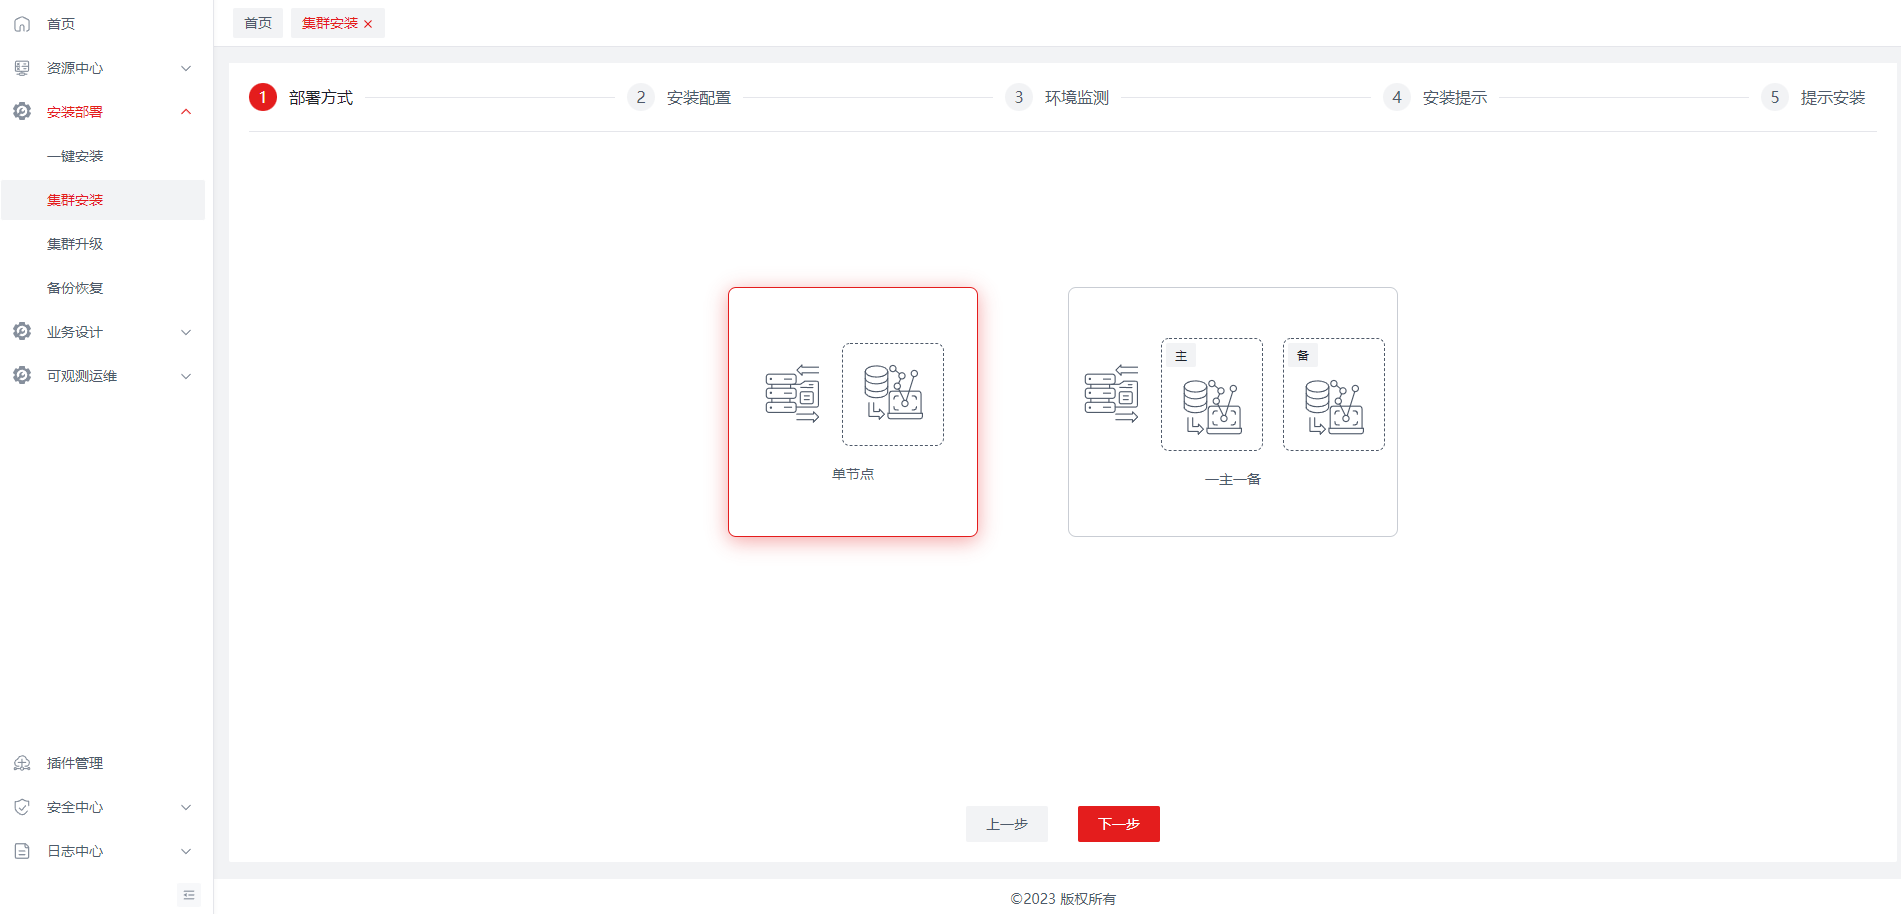 首页
资源中心
安装部署
一键安装
集群安装
集群升级
备份恢复
业务设计
可观测运维
插件管理
安全中心
日志中心
首页 集群安装 ×
1 部署方式 2 安装配置 3 环境监测 4 安装提示 5 提示安装
单节点
主 备
一主一备
上一步 下一步
©2023 版权所有